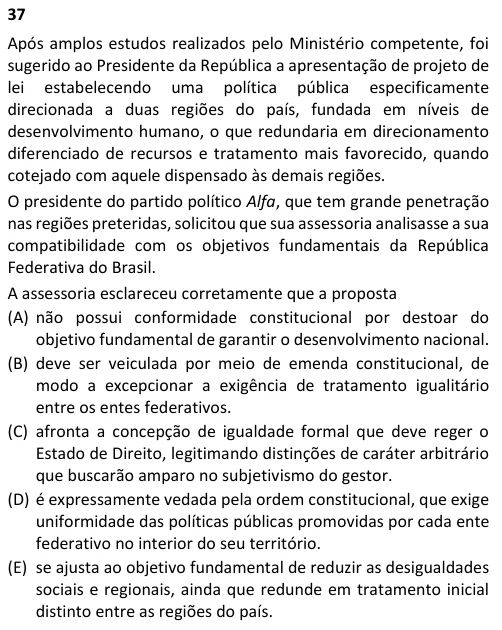 37
Após amplos estudos realizados pelo Ministério competente, foi
sugerido ao Presidente da República a apresentação de projeto de
lei estabelecendo uma política pública especificamente
direcionada a duas regiões do país, fundada em níveis de
desenvolvimento humano, o que redundaria em direcionamento
diferenciado de recursos e tratamento mais favorecido, quando
cotejado com aquele dispensado às demais regiões.
O presidente do partido político Alfa, que tem grande penetração
nas regiões preteridas, solicitou que sua assessoria analisasse a sua
compatibilidade com os objetivos fundamentais da República
Federativa do Brasil.
A assessoria esclareceu corretamente que a proposta
(A) não possui conformidade constitucional por destoar do
objetivo fundamental de garantir o desenvolvimento nacional.
(B) deve ser veiculada por meio de emenda constitucional, de
modo a excepcionar a exigência de tratamento igualitário
entre os entes federativos.
(C) afronta a concepção de igualdade formal que deve reger o
Estado de Direito, legitimando distinções de caráter arbitrário
que buscarão amparo no subjetivismo do gestor.
(D) é expressamente vedada pela ordem constitucional, que exige
uniformidade das políticas públicas promovidas por cada ente
federativo no interior do seu território.
(E) se ajusta ao objetivo fundamental de reduzir as desigualdades
sociais e regionais, ainda que redunde em tratamento inicial
distinto entre as regiões do país.